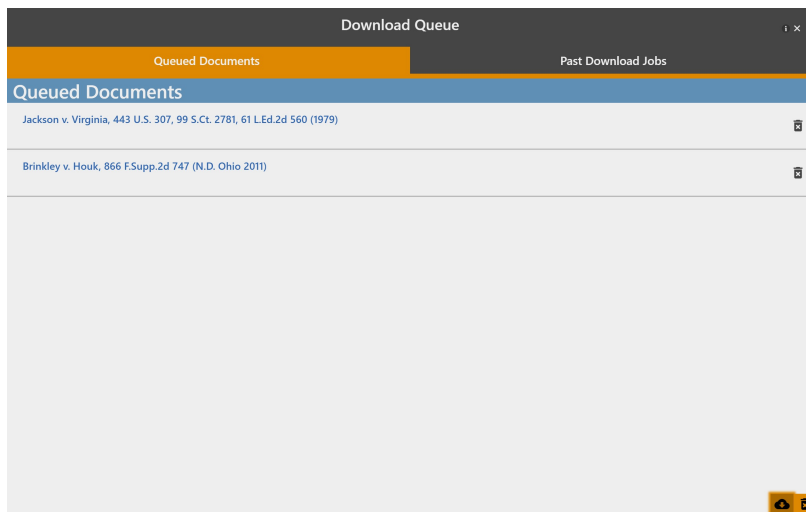 Download Queue
i ×
Queued Documents
Past Download Jobs
Queued Documents
Jackson v. Virginia, 443 U.S. 307, 99 S.Ct. 2781, 61 L.Ed.2d 560 (1979)
Brinkley v. Houk, 866 F.Supp.2d 747 (N.D. Ohio 2011)